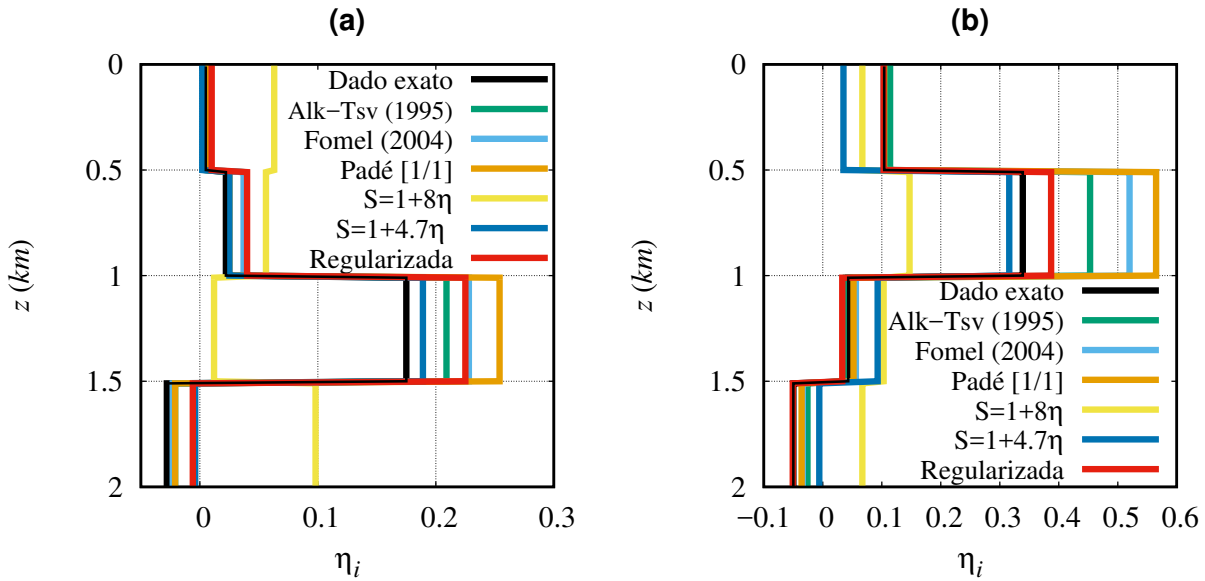 (a)
0
0.5
1
1.5
2
z (km)
Dado exato
Alk−Tsv (1995)
Fomel (2004)
Padé [1/1]
S=1+8η
S=1+4.7η
Regularizada
0
0.1
0.2
0.3
ηi
(b)
0
0.5
1
1.5
2
z (km)
Dado exato
Alk−Tsv (1995)
Fomel (2004)
Padé [1/1]
S=1+8η
S=1+4.7η
Regularizada
−0.1
0
0.1
0.2
0.3
0.4
0.5
0.6
ηi